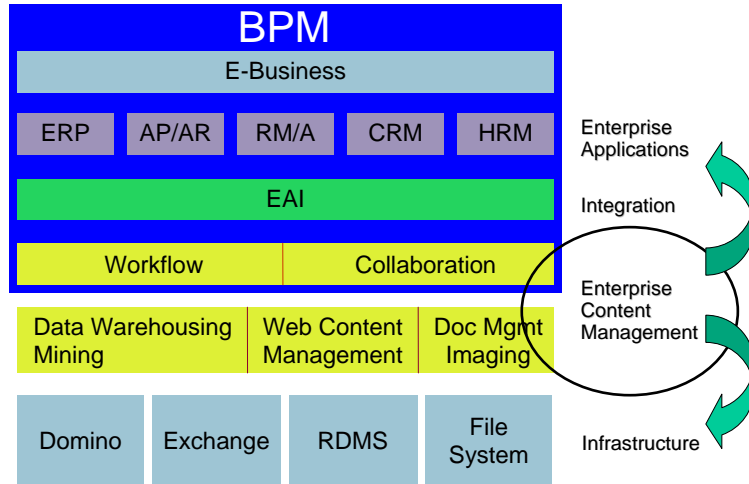 BPM
E-Business
ERP
AP/AR
RM/A
CRM
HRM
Enterprise
Applications
EAI
Integration
Workflow
Collaboration
Enterprise
Content
Management
Data Warehousing
Mining
Web Content
Management
Doc Mgmt
Imaging
Domino
Exchange
RDMS
File
System
Infrastructure